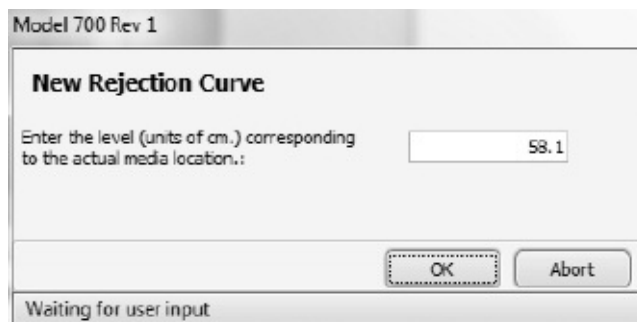 Model 700 Rev 1
New Rejection Curve
Enter the level (units of cm.) corresponding
to the actual media location.:
58.1
OK
Abort
Waiting for user input